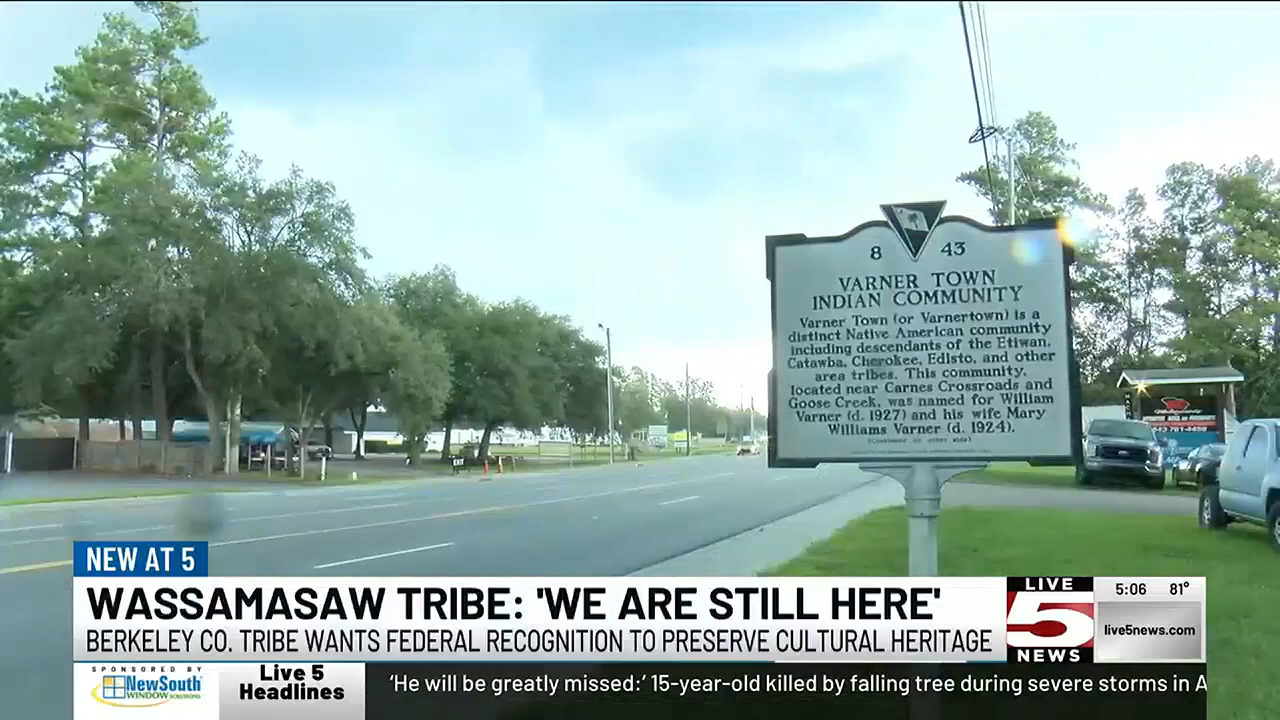 8 43
VARNER TOWN
INDIAN COMMUNITY
Varner Town (or Varnertown) is a
distinct Native American community
including descendants of the Etiwan,
Catawba, Cherokee, Edisto, and other
area tribes. This community,
located near Carnes Crossroads and
Goose Creek, was named for William
Varner (d. 1927) and his wife Mary
Williams Varner (d. 1924).
(Continued on other side)
EXIT
NEW AT 5
WASSAMASAW TRIBE: 'WE ARE STILL HERE'
BERKELEY CO. TRIBE WANTS FEDERAL RECOGNITION TO PRESERVE CULTURAL HERITAGE
LIVE
5
NEWS
5:06 81°
live5news.com
SPONSORED BY
NewSouth
WINDOW SOLUTIONS
Live 5
Headlines
'He will be greatly missed:' 15-year-old killed by falling tree during severe storms in A